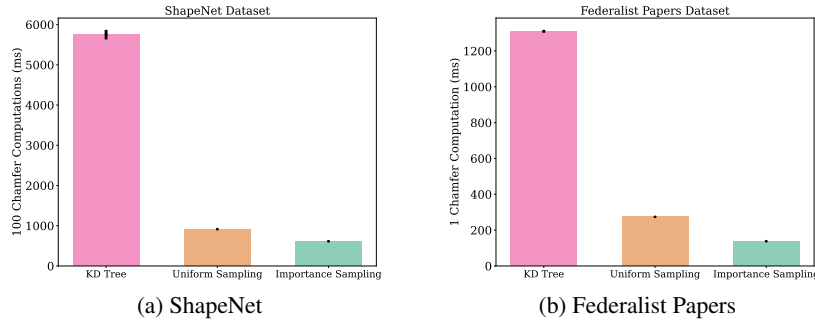 ShapeNet Dataset
100 Chamfer Computations (ms)
6000
5000
4000
3000
2000
1000
0
KD Tree
Uniform Sampling
Importance Sampling
(a) ShapeNet
Federalist Papers Dataset
1 Chamfer Computation (ms)
1200
1000
800
600
400
200
0
KD Tree
Uniform Sampling
Importance Sampling
(b) Federalist Papers